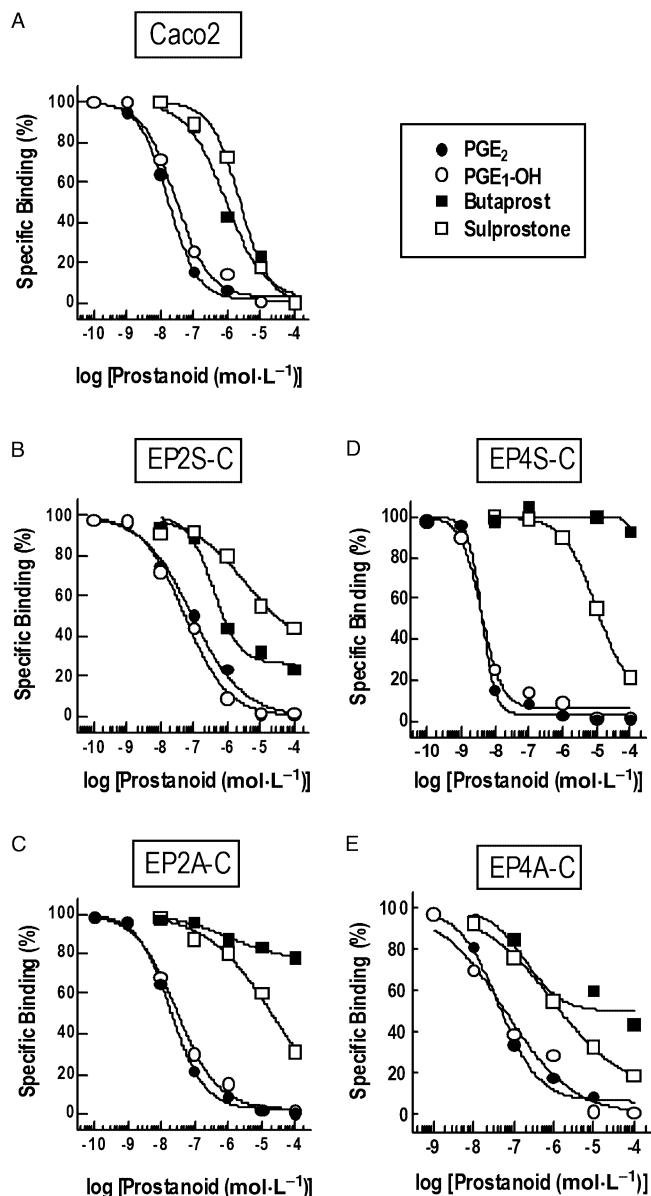 A
Caco2
Specific Binding (%)
100
80
60
40
20
0
-10 -9 -8 -7 -6 -5 -4
log [Prostanoid (mol·L⁻¹)]
PGE₂
PGE₁-OH
Butaprost
Sulprostone
B
EP2S-C
Specific Binding (%)
100
80
60
40
20
0
-10 -9 -8 -7 -6 -5 -4
log [Prostanoid (mol·L⁻¹)]
D
EP4S-C
Specific Binding (%)
100
80
60
40
20
0
-10 -9 -8 -7 -6 -5 -4
log [Prostanoid (mol·L⁻¹)]
C
EP2A-C
Specific Binding (%)
100
80
60
40
20
0
-10 -9 -8 -7 -6 -5 -4
log [Prostanoid (mol·L⁻¹)]
E
EP4A-C
Specific Binding (%)
100
80
60
40
20
0
-9 -8 -7 -6 -5 -4
log [Prostanoid (mol·L⁻¹)]